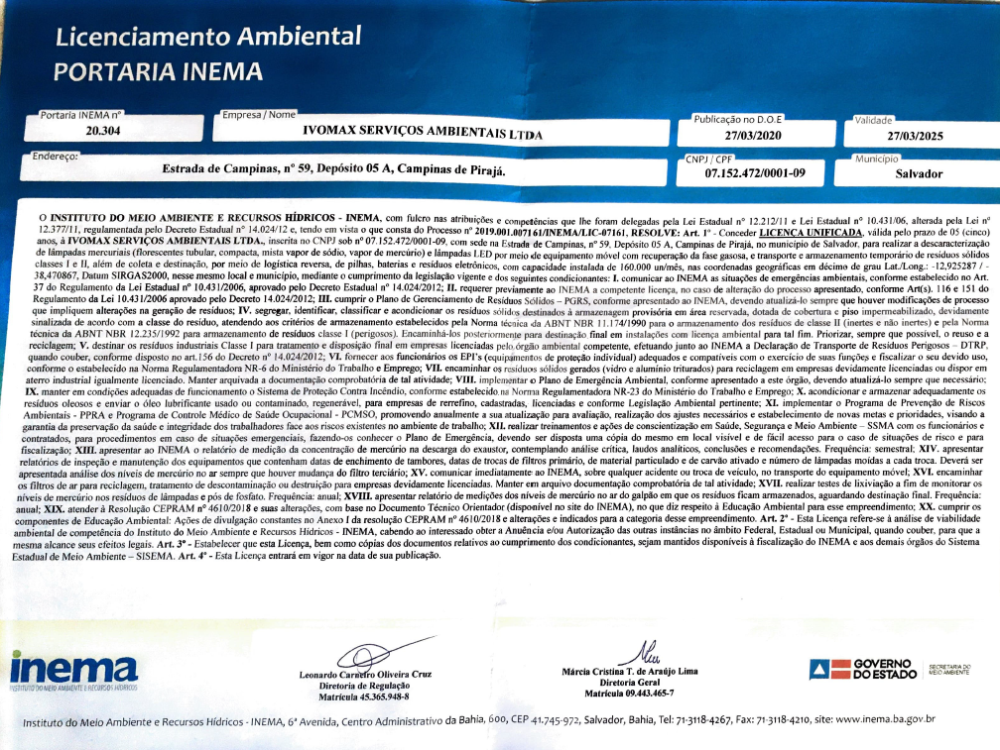 Licenciamento Ambiental
PORTARIA INEMA
Portaria INEMA nº
20.304
Empresa / Nome
IVOMAX SERVIÇOS AMBIENTAIS LTDA
Publicação no D.O.E
27/03/2020
Validade
27/03/2025
Endereço:
Estrada de Campinas, nº 59, Depósito 05 A, Campinas de Pirajá.
CNPJ / CPF
07.152.472/0001-09
Município
Salvador
O INSTITUTO DO MEIO AMBIENTE E RECURSOS HÍDRICOS - INEMA, com fulcro nas atribuições e competências que lhe foram delegadas pela Lei Estadual nº 12.212/11 e Lei Estadual nº 10.431/06, alterada pela Lei nº
12.377/11, regulamentada pelo Decreto Estadual nº 14.024/12 e, tendo em vista o que consta do Processo nº 2019.001.007161/INEMA/LIC-07161, RESOLVE: Art. 1º - Conceder LICENCA UNIFICADA, válida pelo prazo de 05 (cinco)
anos, à IVOMAX SERVIÇOS AMBIENTAIS LTDA., inscrita no CNPJ sob nº 07.152.472/0001-09, com sede na Estrada de Campinas, nº 59, Depósito 05 A, Campinas de Pirajá, no município de Salvador, para realizar a descaracterização
de lâmpadas mercuriais (florescentes tubular, compacta, mista vapor de sódio, vapor de mercúrio) e lâmpadas LED por meio de equipamento móvel com recuperação da fase gasosa, e transporte e armazenamento temporário de resíduos
classes I e II, além de coleta e destinação, por meio de logística reversa, de pilhas, baterias e resíduos eletrônicos, com capacidade instalada de 160.000 un/mês, nas coordenadas geográficas em décimo de grau Lat./Long.: -12,925287 / -
38,470867, Datum SIRGAS2000, nesse mesmo local e município, mediante o cumprimento da legislação vigente e dos seguintes condicionantes: I. comunicar ao INEMA as situações de emergências ambientais, conforme estabelecido no Art.
37 do Regulamento da Lei Estadual nº 10.431/2006, aprovado pelo Decreto Estadual nº 14.024/2012; II. requerer previamente ao INEMA a competente licença, no caso de alteração do processo apresentado, conforme Art(s). 116 e 151 do
Regulamento da Lei 10.431/2006 aprovado pelo Decreto 14.024/2012; III. cumprir o Plano de Gerenciamento de Resíduos Sólidos – PGRS, conforme apresentado ao INEMA, devendo atualizá-lo sempre que houver modificações de processo
que impliquem alterações na geração de resíduos; IV. segregar, identificar, classificar e acondicionar os resíduos sólidos destinados à armazenagem provisória em área reservada, dotada de cobertura e piso impermeabilizado, devidamente
sinalizada de acordo com a classe do resíduo, atendendo aos critérios de armazenamento estabelecidos pela Norma técnica da ABNT NBR 11.174/1990 para o armazenamento dos resíduos de classe II (inertes e não inertes) e pela Norma
técnica da ABNT NBR 12.235/1992 para armazenamento de resíduos classe I (perigosos). Encaminhá-los posteriormente para destinação final em instalações com licença ambiental para tal fim. Priorizar, sempre que possível, o reuso e a
reciclagem; V. destinar os resíduos industriais Classe I para tratamento e disposição final em empresas licenciadas pelo órgão ambiental competente, efetuando junto ao INEMA a Declaração de Transporte de Resíduos Perigosos – DTRP,
quando couber, conforme disposto no art.156 do Decreto nº 14.024/2012; VI. fornecer aos funcionários os EPI's (equipamentos de proteção individual) adequados e compatíveis com o exercício de suas funções e fiscalizar o seu devido uso,
conforme o estabelecido na Norma Regulamentadora NR-6 do Ministério do Trabalho e Emprego; VII. encaminhar os resíduos sólidos gerados (vidro e alumínio triturados) para reciclagem em empresas devidamente licenciadas ou dispor em
aterro industrial igualmente licenciado. Manter arquivada a documentação comprobatória de tal atividade; VIII. implementar o Plano de Emergência Ambiental, conforme apresentado a este órgão, devendo atualizá-lo sempre que necessário;
IX. manter em condições adequadas de funcionamento o Sistema de Proteção Contra Incêndio, conforme estabelecido na Norma Regulamentadora NR-23 do Ministério do Trabalho e Emprego; X. acondicionar e armazenar adequadamente os
resíduos oleosos e enviar o óleo lubrificante usado ou contaminado, regenerável, para empresas de rerrefino, cadastradas, licenciadas e conforme Legislação Ambiental pertinente; XI. implementar o Programa de Prevenção de Riscos
Ambientais - PPRA e Programa de Controle Médico de Saúde Ocupacional - PCMSO, promovendo anualmente a sua atualização para avaliação, realização dos ajustes necessários e estabelecimento de novas metas e prioridades, visando a
garantia da preservação da saúde e integridade dos trabalhadores face aos riscos existentes no ambiente de trabalho; XII. realizar treinamentos e ações de conscientização em Saúde, Segurança e Meio Ambiente – SSMA com os funcionários e
contratados, para procedimentos em caso de situações emergenciais, fazendo-os conhecer o Plano de Emergência, devendo ser disposta uma cópia do mesmo em local visível e de fácil acesso para o caso de situações de risco e para
fiscalização; XIII. apresentar ao INEMA o relatório de medição da concentração de mercúrio na descarga do exaustor, contemplando análise crítica, laudos analíticos, conclusões e recomendações. Frequência: semestral; XIV. apresentar
relatórios de inspeção e manutenção dos equipamentos que contenham datas de enchimento de tambores, datas de trocas de filtros primário, de material particulado e de carvão ativado e número de lâmpadas moídas a cada troca. Deverá ser
apresentada análise dos níveis de mercúrio no ar sempre que houver mudança do filtro terciário; XV. comunicar imediatamente ao INEMA, sobre qualquer acidente ou troca de veículo, no transporte do equipamento móvel; XVI. encaminhar
os filtros de ar para reciclagem, tratamento de descontaminação ou destruição para empresas devidamente licenciadas. Manter em arquivo documentação comprobatória de tal atividade; XVII. realizar testes de lixiviação a fim de monitorar os
níveis de mercúrio nos resíduos de lâmpadas e pós de fosfato. Frequência: anual; XVIII. apresentar relatório de medições dos níveis de mercúrio no ar do galpão em que os resíduos ficam armazenados, aguardando destinação final. Frequência:
anual; XIX. atender à Resolução CEPRAM nº 4610/2018 e suas alterações, com base no Documento Técnico Orientador (disponível no site do INEMA), no que diz respeito à Educação Ambiental para esse empreendimento; XX. cumprir os
componentes de Educação Ambiental: Ações de divulgação constantes no Anexo I da resolução CEPRAM nº 4610/2018 e alterações e indicados para a categoria desse empreendimento. Art. 2º - Esta Licença refere-se à análise de viabilidade
ambiental de competência do Instituto do Meio Ambiente e Recursos Hídricos - INEMA, cabendo ao interessado obter a Anuência e/ou Autorização das outras instâncias no âmbito Federal, Estadual ou Municipal, quando couber, para que a
mesma alcance seus efeitos legais. Art. 3º - Estabelecer que esta Licença, bem como cópias dos documentos relativos ao cumprimento dos condicionantes, sejam mantidos disponíveis à fiscalização do INEMA e aos demais órgãos do Sistema
Estadual de Meio Ambiente – SISEMA. Art. 4º - Esta Licença entrará em vigor na data de sua publicação.
inema
INSTITUTO DO MEIO AMBIENTE E RECURSOS HÍDRICOS
Leonardo Carneiro Oliveira Cruz
Diretoria de Regulação
Matrícula 45.365.948-8
Márcia Cristina T. de Araújo Lima
Diretoria Geral
Matrícula 09.443.465-7
GOVERNO
DO ESTADO
SECRETARIA DO
MEIO AMBIENTE
Instituto do Meio Ambiente e Recursos Hídricos - INEMA, 6ª Avenida, Centro Administrativo da Bahia, 600, CEP 41.745-972, Salvador, Bahia, Tel: 71-3118-4267, Fax: 71-3118-4210, site: www.inema.ba.gov.br